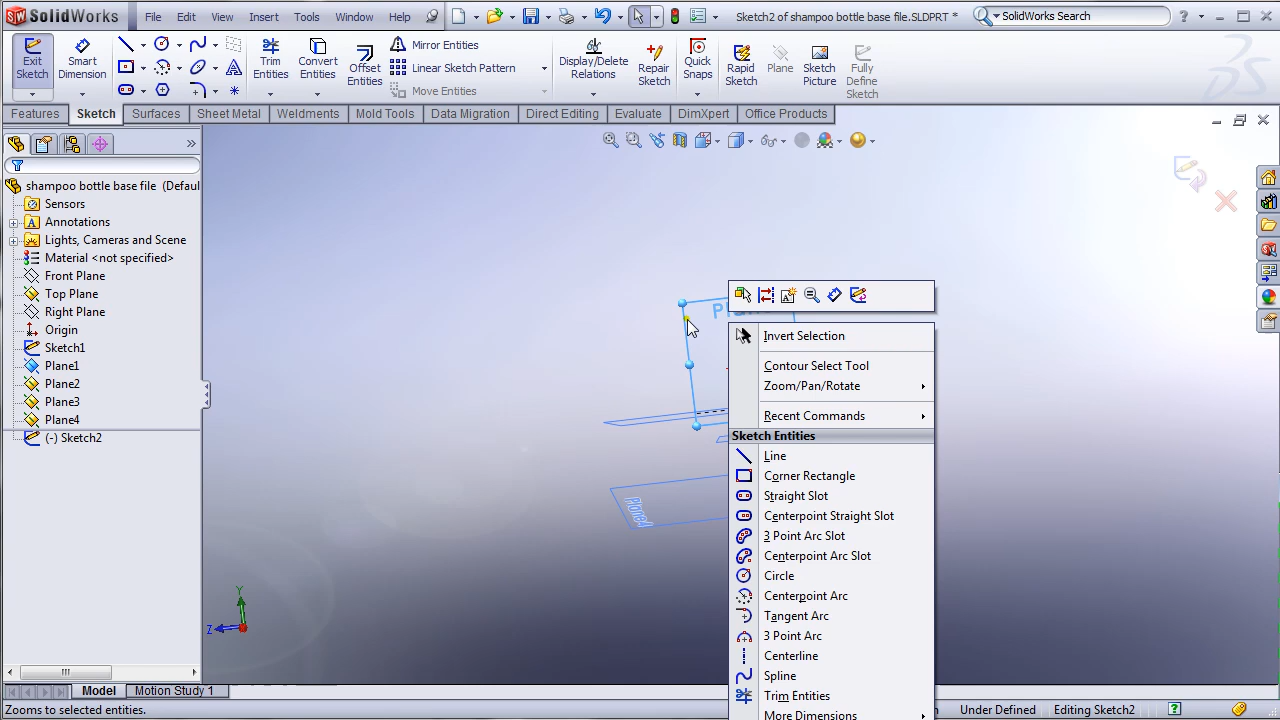 SolidWorks
File Edit Insert Tools Window Help
Sketch2 of shampoo bottle base file.SLDPRT *
SolidWorks Search
Exit Sketch
Smart Dimension
Trim Entities
Convert Entities
Offset Entities
Mirror Entities
Linear Sketch Pattern
Move Entities
Display/Delete Relations
Repair Sketch
Quick Snaps
Rapid Sketch
Plane
Sketch Picture
Fully Define Sketch
Features Sketch Surfaces Sheet Metal Weldments Mold Tools Data Migration Direct Editing Evaluate DimXpert Office Products
shampoo bottle base file (Defaul
Sensors
Annotations
Lights, Cameras and Scene
Material <not specified>
Front Plane
Top Plane
Right Plane
Origin
Sketch1
Plane1
Plane2
Plane3
Plane4
(-) Sketch2
Plane4
Y
Z
Invert Selection
Contour Select Tool
Zoom/Pan/Rotate
Recent Commands
Sketch Entities
Line
Corner Rectangle
Straight Slot
Centerpoint Straight Slot
3 Point Arc Slot
Centerpoint Arc Slot
Circle
Centerpoint Arc
Tangent Arc
3 Point Arc
Centerline
Spline
Trim Entities
More Dimensions
Model Motion Study 1
Zooms to selected entities.
Under Defined Editing Sketch2